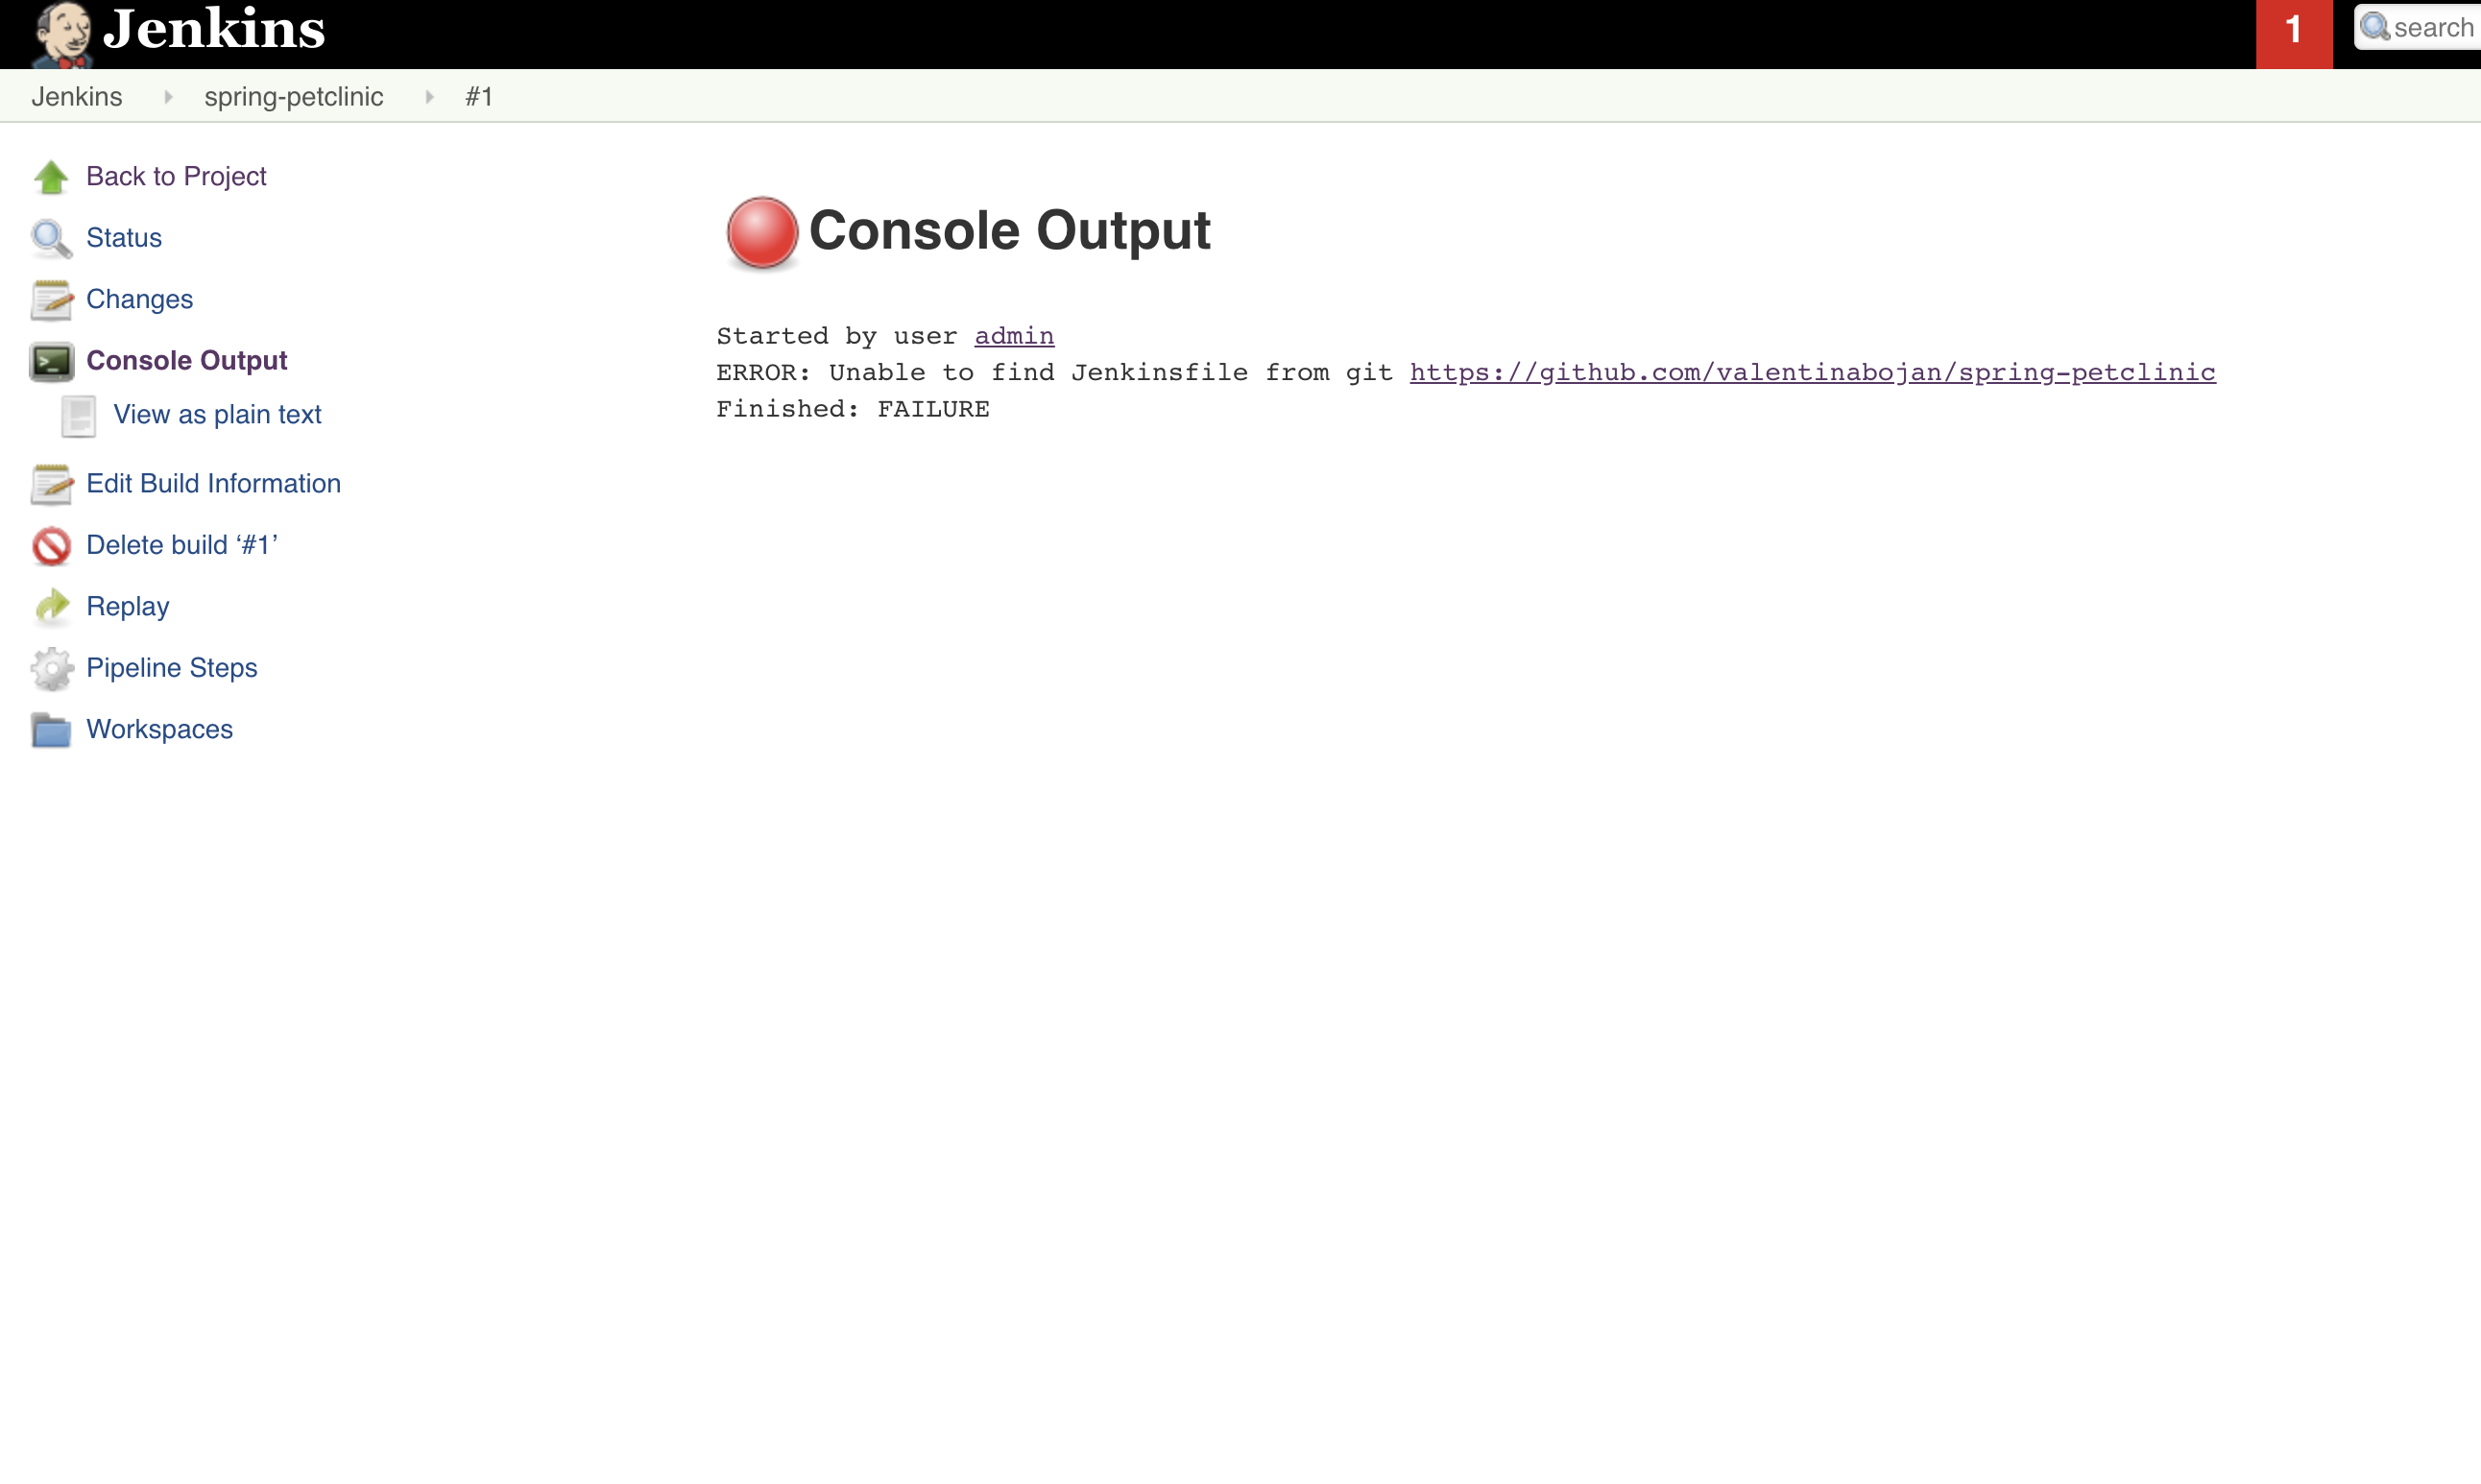 Jenkins
1
search
Jenkins
spring-petclinic
#1
Back to Project
Status
Changes
Console Output
View as plain text
Edit Build Information
Delete build ‘#1’
Replay
Pipeline Steps
Workspaces
Console Output
Started by user admin
ERROR: Unable to find Jenkinsfile from git https://github.com/valentinabojan/spring-petclinic
Finished: FAILURE